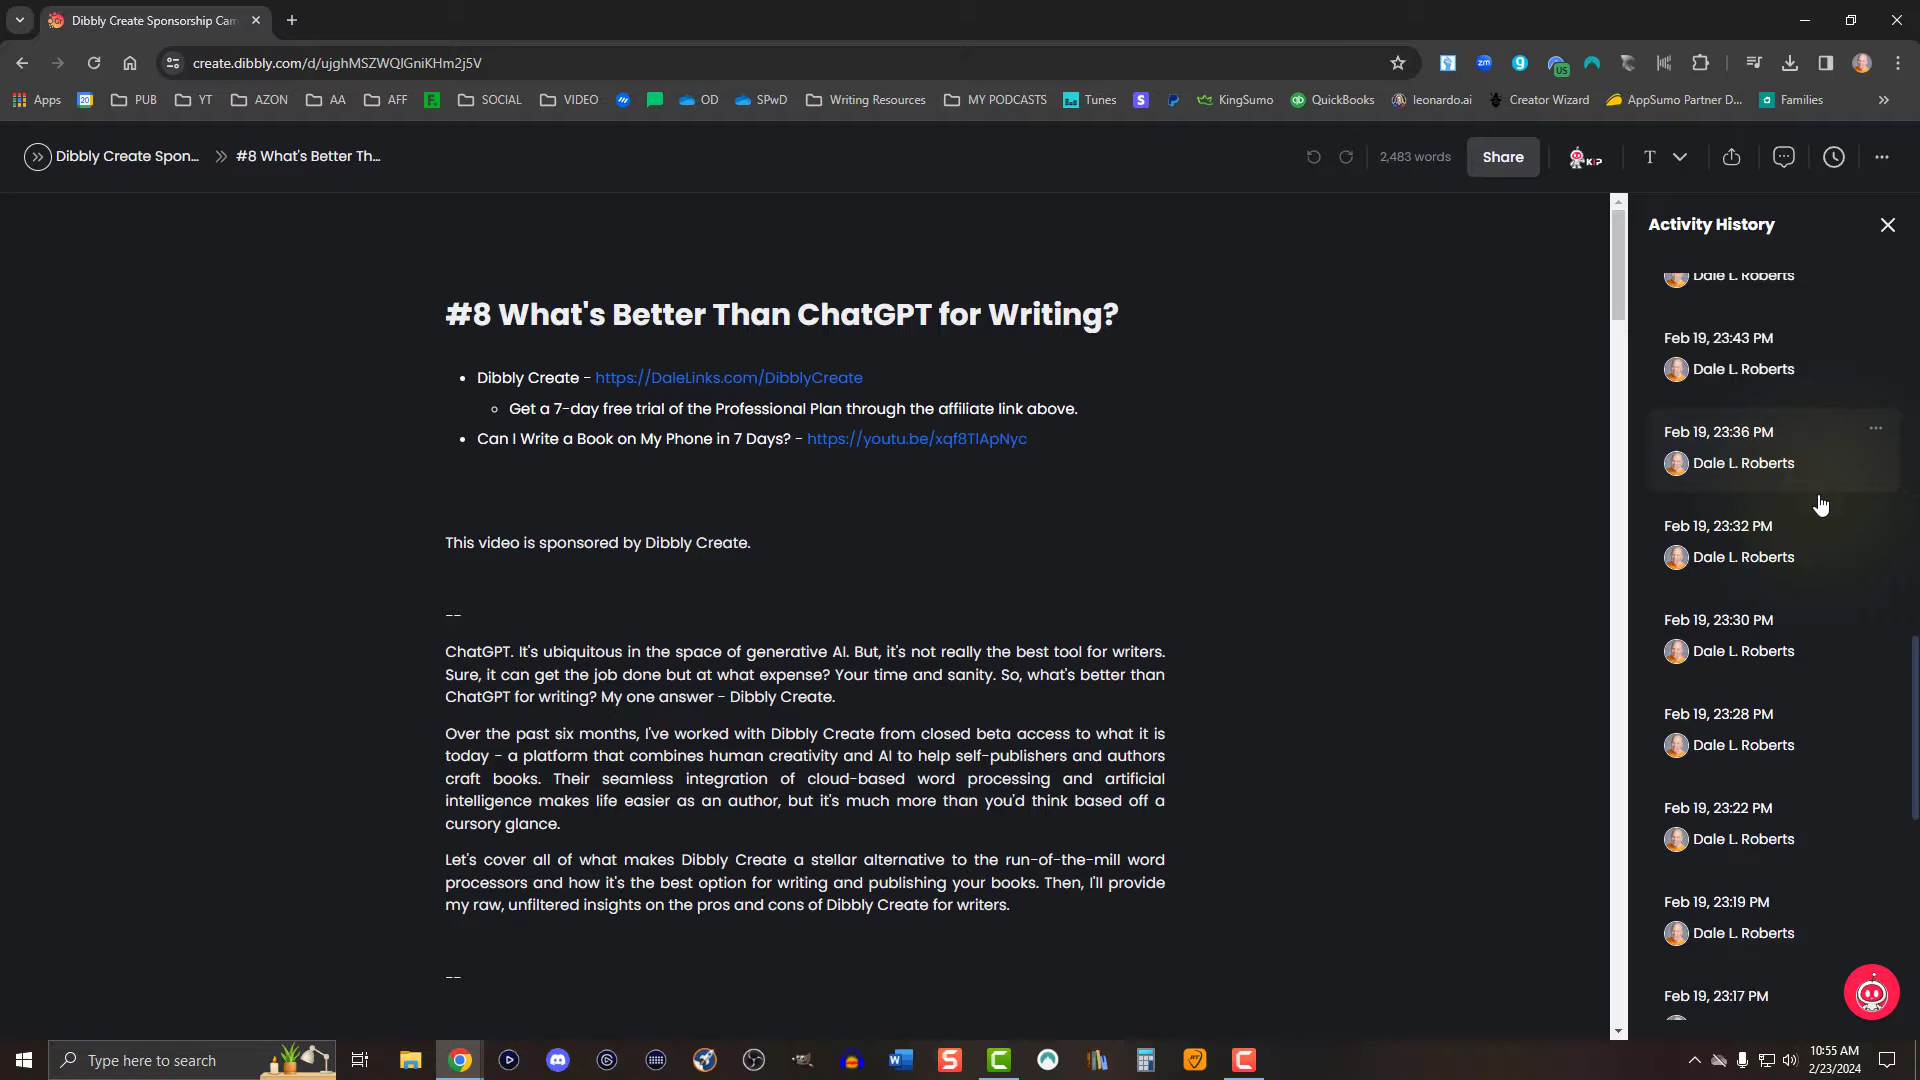 Dibbly Create Sponsorship Cam
create.dibbly.com/d/ujghMSZWQIGniKHm2j5V
Apps
20
PUB
YT
AZON
AA
AFF
SOCIAL
VIDEO
OD
SPwD
Writing Resources
MY PODCASTS
Tunes
KingSumo
QuickBooks
leonardo.ai
Creator Wizard
AppSumo Partner D...
Families
Dibbly Create Spon...
#8 What's Better Th...
2,483 words
Share
KIP
T
#8 What's Better Than ChatGPT for Writing?
• Dibbly Create - https://DaleLinks.com/DibblyCreate
Get a 7-day free trial of the Professional Plan through the affiliate link above.
• Can I Write a Book on My Phone in 7 Days? - https://youtu.be/xqf8TlApNyc
This video is sponsored by Dibbly Create.
--
ChatGPT. It's ubiquitous in the space of generative AI. But, it's not really the best tool for writers.
Sure, it can get the job done but at what expense? Your time and sanity. So, what's better than
ChatGPT for writing? My one answer - Dibbly Create.
Over the past six months, I've worked with Dibbly Create from closed beta access to what it is
today - a platform that combines human creativity and AI to help self-publishers and authors
craft books. Their seamless integration of cloud-based word processing and artificial
intelligence makes life easier as an author, but it's much more than you'd think based off a
cursory glance.
Let's cover all of what makes Dibbly Create a stellar alternative to the run-of-the-mill word
processors and how it's the best option for writing and publishing your books. Then, I'll provide
my raw, unfiltered insights on the pros and cons of Dibbly Create for writers.
--
Activity History
Dale L. Roberts
Feb 19, 23:43 PM
Dale L. Roberts
Feb 19, 23:36 PM
Dale L. Roberts
Feb 19, 23:32 PM
Dale L. Roberts
Feb 19, 23:30 PM
Dale L. Roberts
Feb 19, 23:28 PM
Dale L. Roberts
Feb 19, 23:22 PM
Dale L. Roberts
Feb 19, 23:19 PM
Dale L. Roberts
Feb 19, 23:17 PM
Type here to search
10:55 AM
2/23/2024